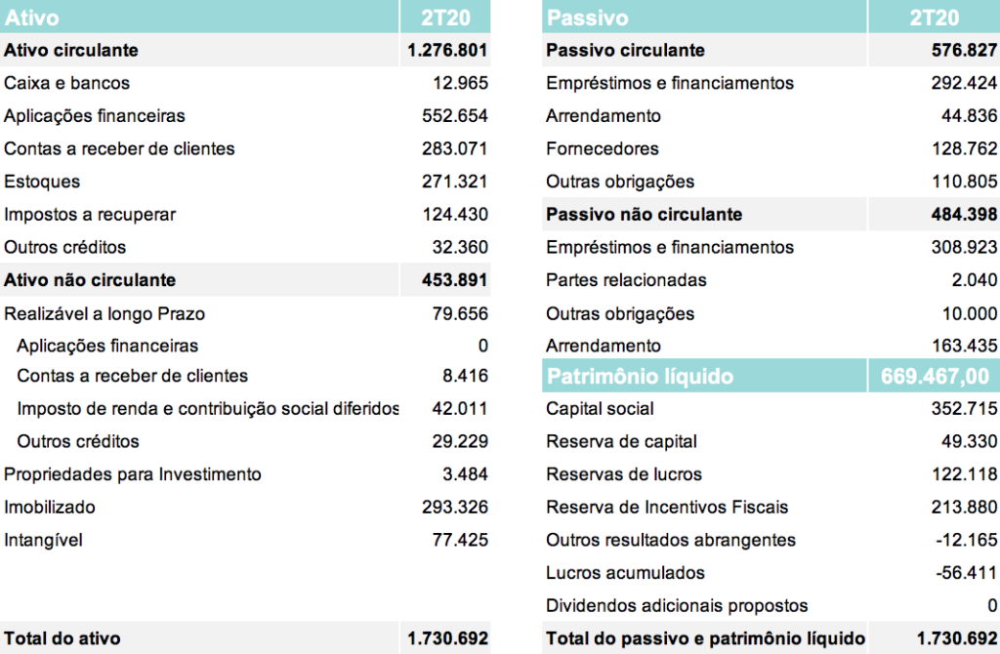 Ativo 2T20
Ativo circulante 1.276.801
Caixa e bancos 12.965
Aplicações financeiras 552.654
Contas a receber de clientes 283.071
Estoques 271.321
Impostos a recuperar 124.430
Outros créditos 32.360
Ativo não circulante 453.891
Realizável a longo Prazo 79.656
Aplicações financeiras 0
Contas a receber de clientes 8.416
Imposto de renda e contribuição social diferidos 42.011
Outros créditos 29.229
Propriedades para Investimento 3.484
Imobilizado 293.326
Intangível 77.425
Total do ativo 1.730.692
Passivo 2T20
Passivo circulante 576.827
Empréstimos e financiamentos 292.424
Arrendamento 44.836
Fornecedores 128.762
Outras obrigações 110.805
Passivo não circulante 484.398
Empréstimos e financiamentos 308.923
Partes relacionadas 2.040
Outras obrigações 10.000
Arrendamento 163.435
Patrimônio líquido 669.467,00
Capital social 352.715
Reserva de capital 49.330
Reservas de lucros 122.118
Reserva de Incentivos Fiscais 213.880
Outros resultados abrangentes -12.165
Lucros acumulados -56.411
Dividendos adicionais propostos 0
Total do passivo e patrimônio líquido 1.730.692